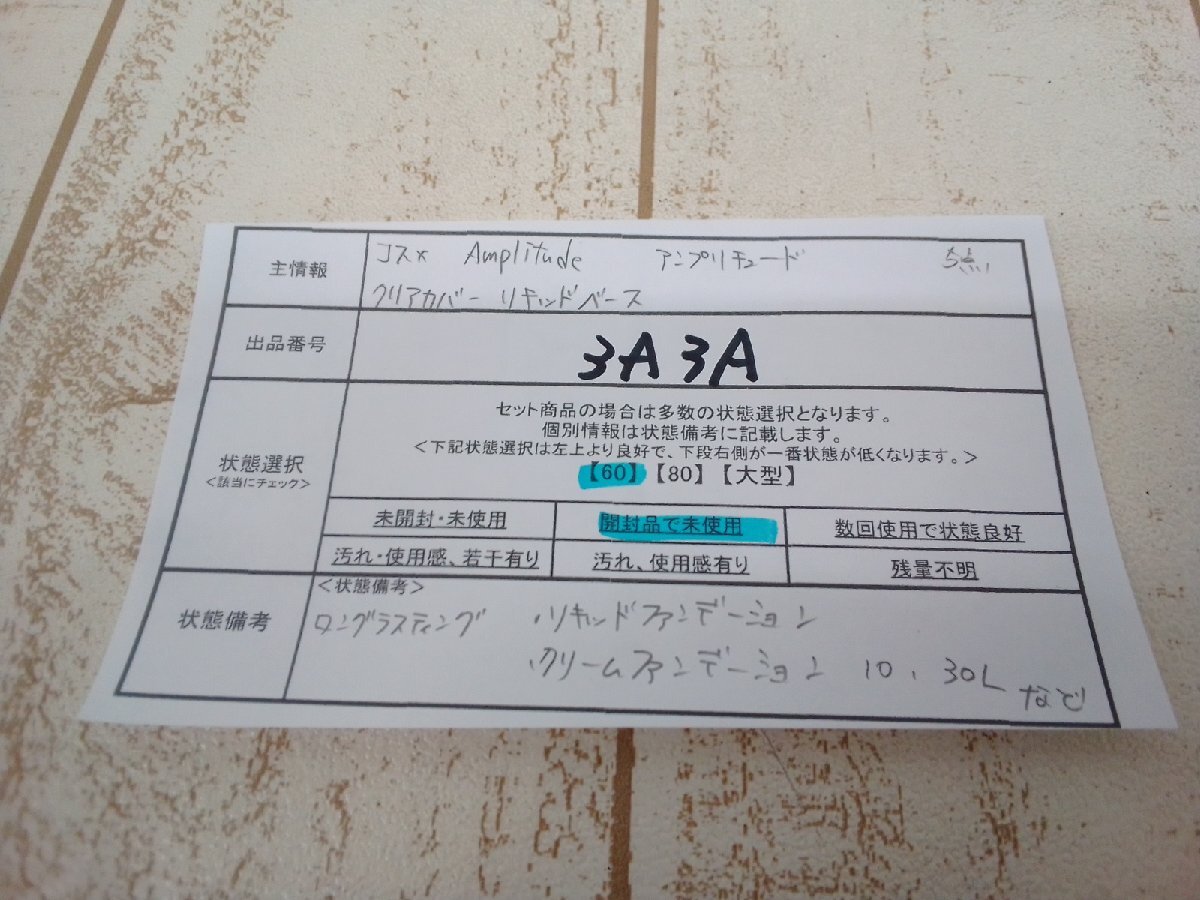 主情報
コスメ Amplitude アンプリチュード 5点
クリアカバー リキッドベース
出品番号
3A3A
状態選択
<該当にチェック>
セット商品の場合は多数の状態選択となります。
個別情報は状態備考に記載します。
<下記状態選択は左上より良好で、下段右側が一番状態が低くなります。>
【60】【80】【大型】
未開封・未使用 開封品で未使用 数回使用で状態良好
汚れ・使用感、若干有り 汚れ、使用感有り 残量不明
状態備考
<状態備考>
ロングラスティング リキッドファンデーション
クリームファンデーション 10、30L
など